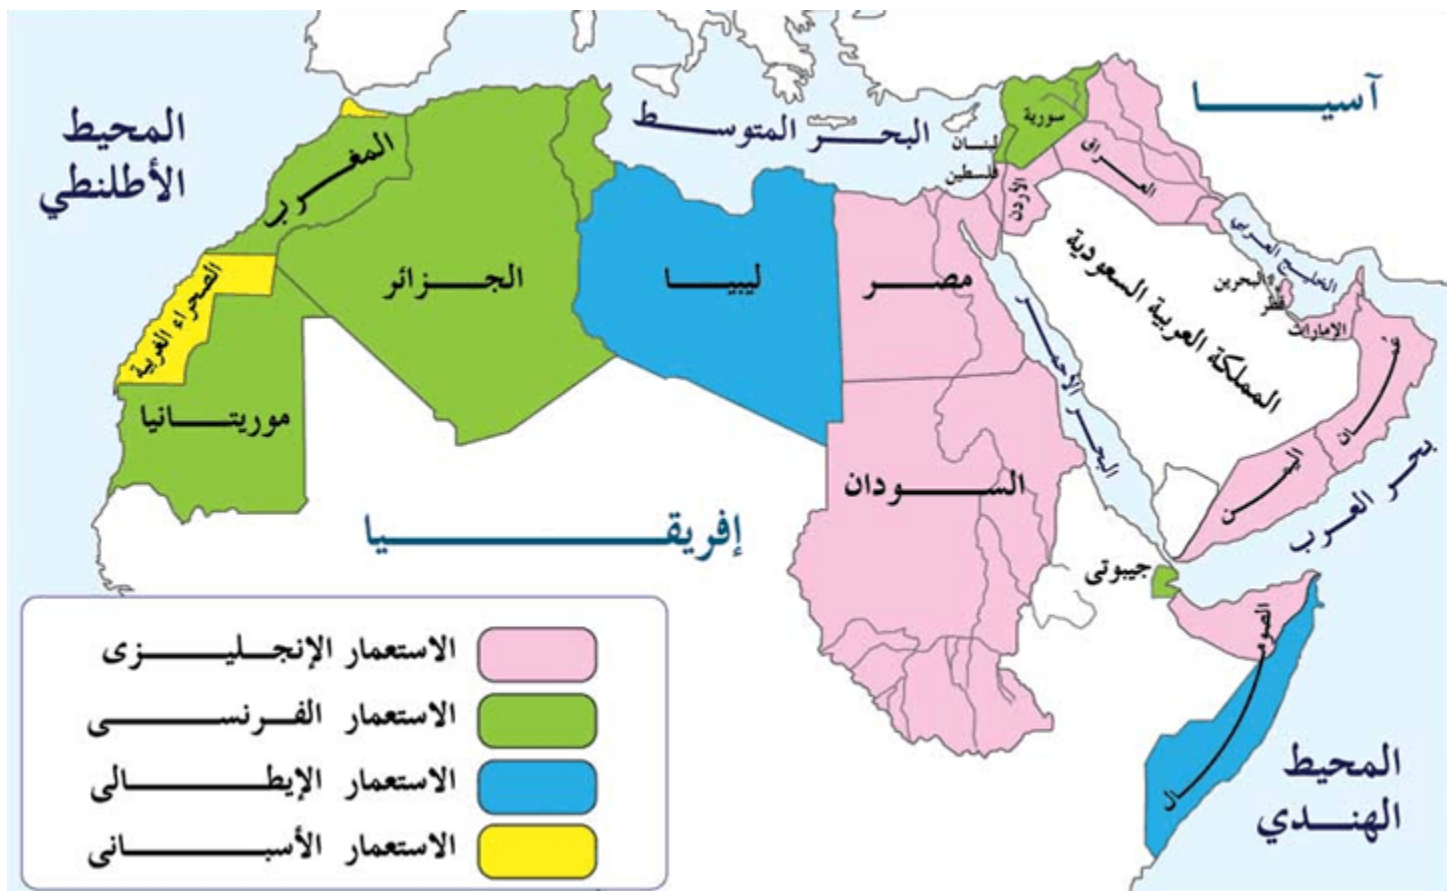 آسيا
المحيط
الأطلنطي
البحر المتوسط
سورية
لبنان
فلسطين
العراق
الأردن
المغرب
الصحراء الغربية
الجزائر
ليبيا
مصر
الخليج العربي
البحرين
قطر
الإمارات
المملكة العربية السعودية
البحر الأحمر
عمان
موريتانيا
السودان
اليمن
بحر العرب
إفريقيا
جيبوتى
الصومال
الاستعمار الإنجليزى
الاستعمار الفرنسى
الاستعمار الإيطالى
الاستعمار الأسبانى
المحيط
الهندي